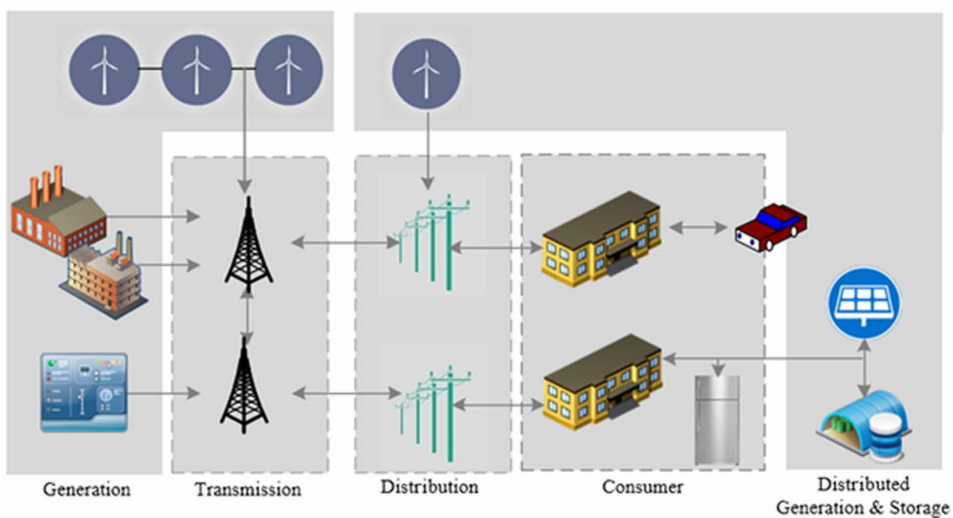 Generation
Transmission
Distribution
Consumer
Distributed
Generation & Storage